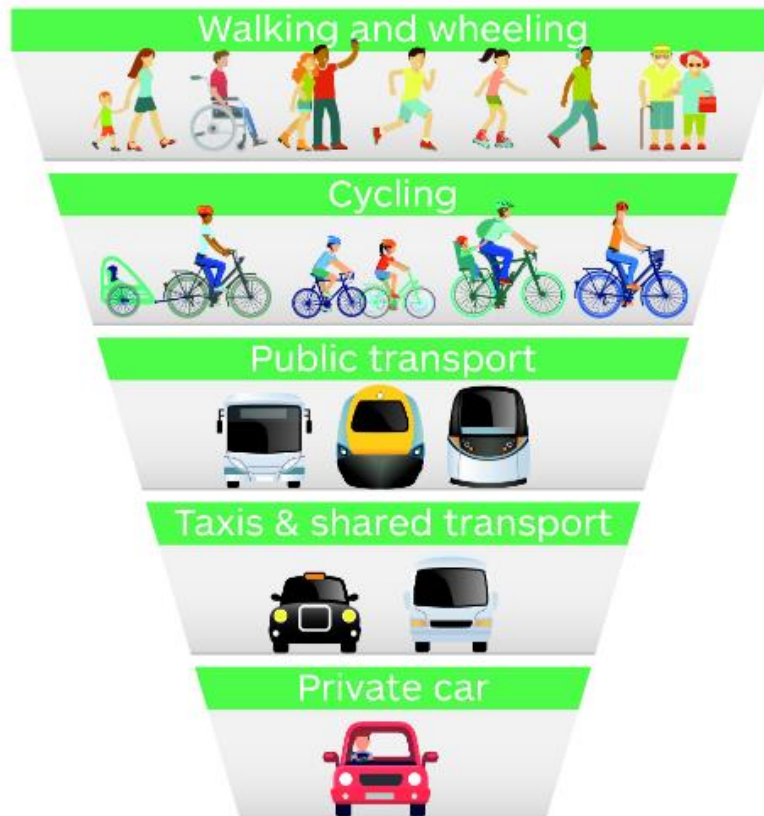 Walking and wheeling
Cycling
Public transport
Taxis & shared transport
Private car